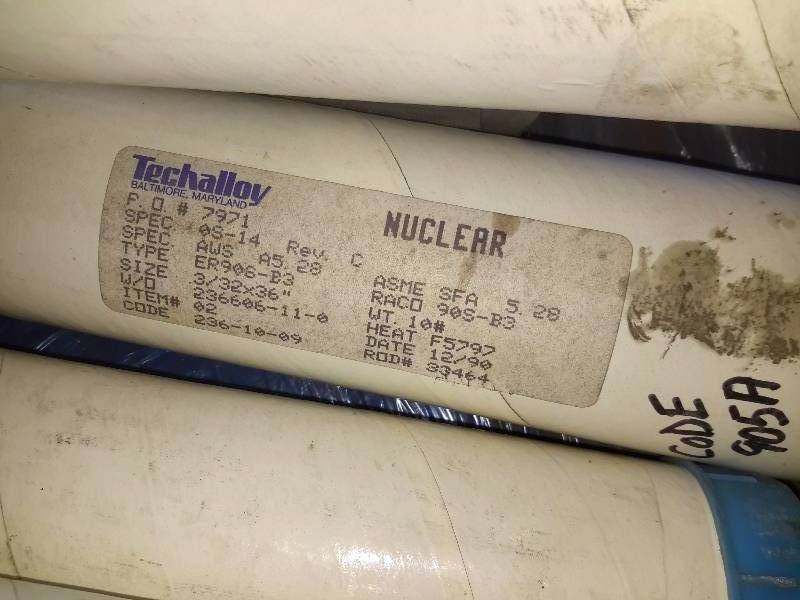 Techalloy
BALTIMORE, MARYLAND
NUCLEAR
P.O.# 7971
SPEC 0S-14 Rev. C
SPEC. AWS A5.28 ASME SFA 5.28
TYPE ER90S-B3 RACO 90S-B3
SIZE 3/32x36" WT. 10#
W/O 236606-11-0 HEAT F5797
ITEM# 02 DATE 12/90
CODE 236-10-09 ROD# 33464
CODE
905A